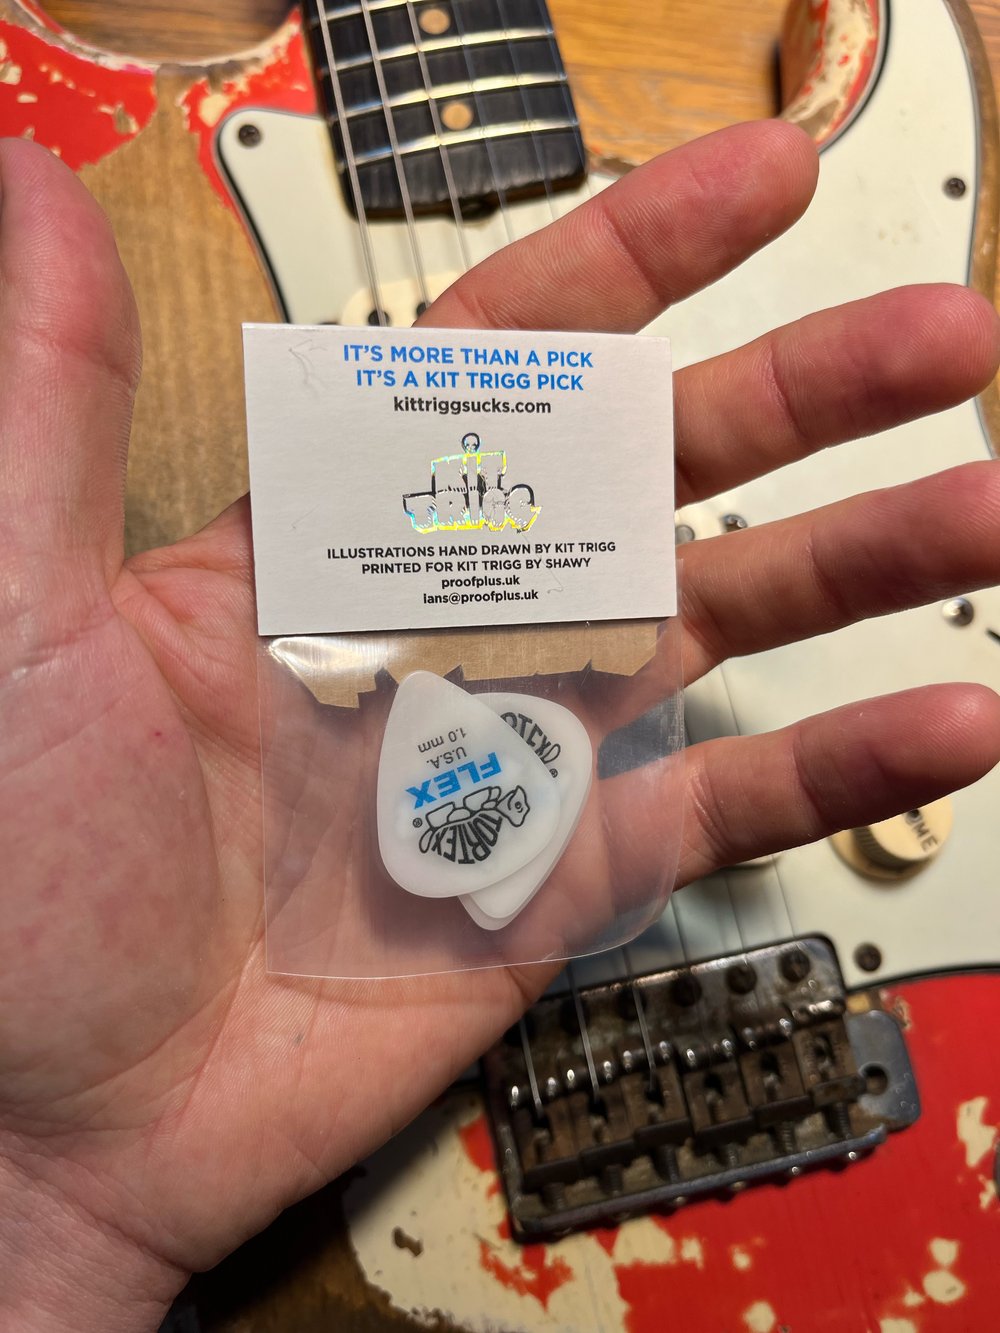 IT'S MORE THAN A PICK
IT'S A KIT TRIGG PICK
kittriggsucks.com
KIT
TRIGG
ILLUSTRATIONS HAND DRAWN BY KIT TRIGG
PRINTED FOR KIT TRIGG BY SHAWY
proofplus.uk
ians@proofplus.uk
TORTEX®
FLEX
U.S.A.
1.0 mm
ORTEX
®